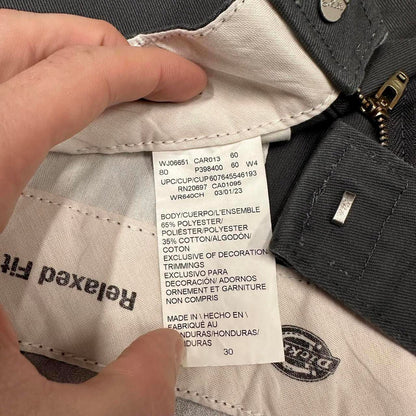 WJ06651 CAR013 60
BO P398400 60 W4
UPC/CUP/CUP607645546193
RN20697 CA01095
WR640CH 03/01/23
BODY/CUERPO/L'ENSEMBLE
65% POLYESTER/
POLIÉSTER/POLYESTER
35% COTTON/ALGODÓN/
COTON
EXCLUSIVE OF DECORATION
TRIMMINGS
EXCLUSIVO PARA
DECORACIÓN/ ADORNOS
ORNEMENT ET GARNITURE
NON COMPRIS
MADE IN \ HECHO EN \
FABRIQUÉ AU
HONDURAS/HONDURAS/
HONDURAS
30
Relaxed Fit